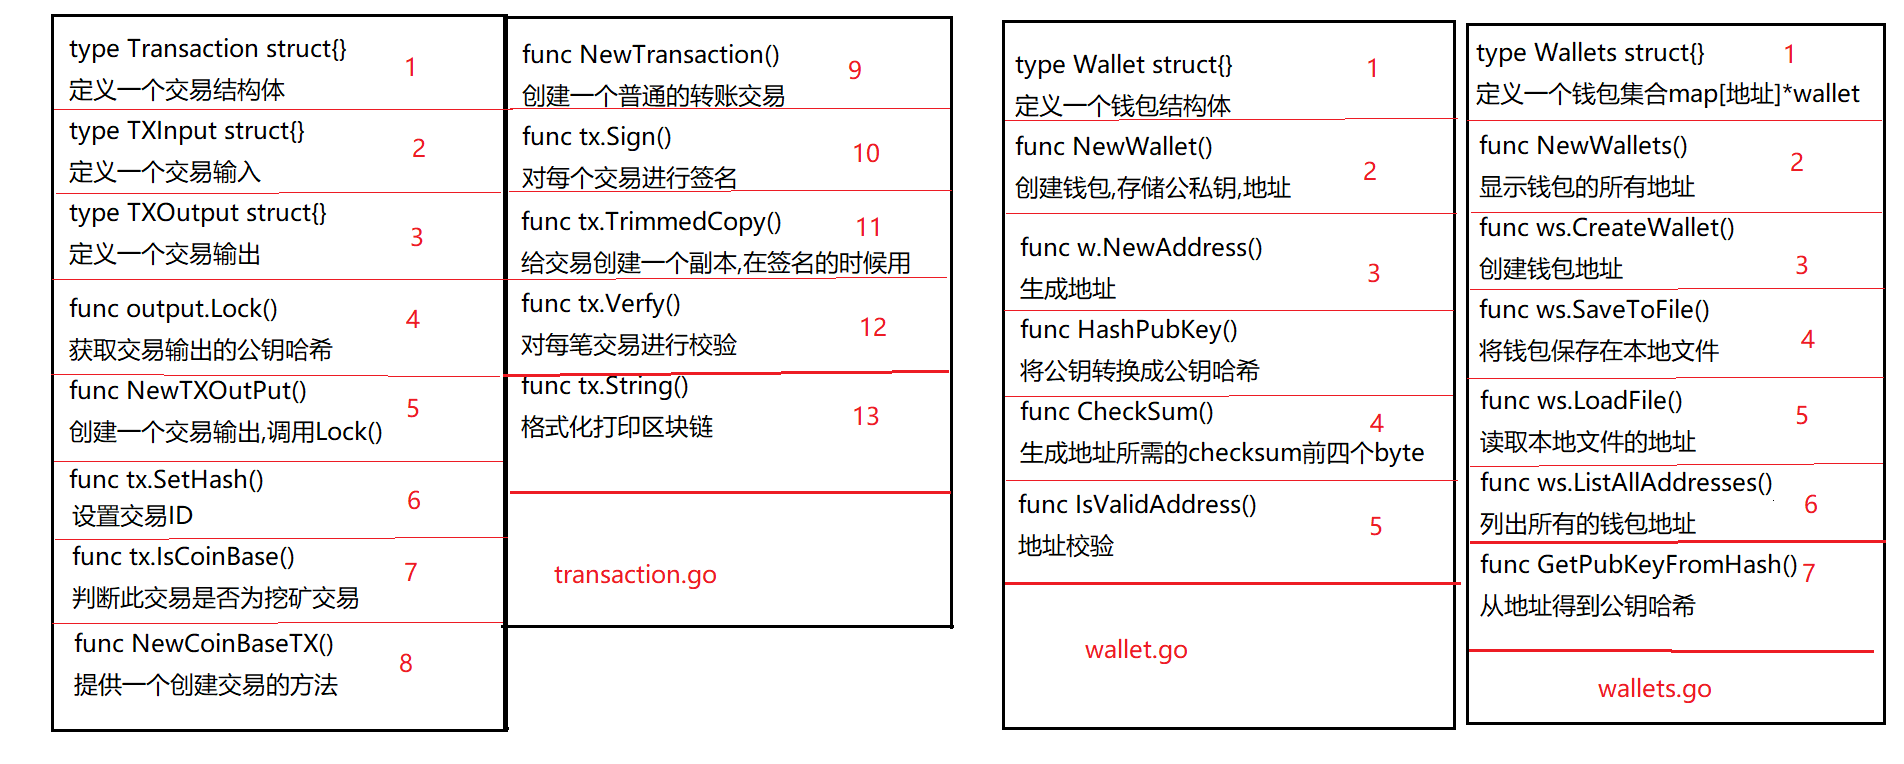 type Transaction struct{}
1
定义一个交易结构体
type TXInput struct{}
2
定义一个交易输入
type TXOutput struct{}
3
定义一个交易输出
func output.Lock()
4
获取交易输出的公钥哈希
func NewTXOutPut()
5
创建一个交易输出,调用Lock()
func tx.SetHash()
6
设置交易ID
func tx.IsCoinBase()
7
判断此交易是否为挖矿交易
func NewCoinBaseTX()
8
提供一个创建交易的方法
func NewTransaction()
9
创建一个普通的转账交易
func tx.Sign()
10
对每个交易进行签名
func tx.TrimmedCopy()
11
给交易创建一个副本,在签名的时候用
func tx.Verfy()
12
对每笔交易进行校验
func tx.String()
13
格式化打印区块链
transaction.go
type Wallet struct{}
1
定义一个钱包结构体
func NewWallet()
2
创建钱包,存储公私钥,地址
func w.NewAddress()
3
生成地址
func HashPubKey()
将公钥转换成公钥哈希
func CheckSum()
4
生成地址所需的checksum前四个byte
func IsValidAddress()
5
地址校验
wallet.go
type Wallets struct{}
1
定义一个钱包集合map[地址]*wallet
func NewWallets()
2
显示钱包的所有地址
func ws.CreateWallet()
3
创建钱包地址
func ws.SaveToFile()
4
将钱包保存在本地文件
func ws.LoadFile()
5
读取本地文件的地址
func ws.ListAllAddresses()
6
列出所有的钱包地址
func GetPubKeyFromHash()
7
从地址得到公钥哈希
wallets.go